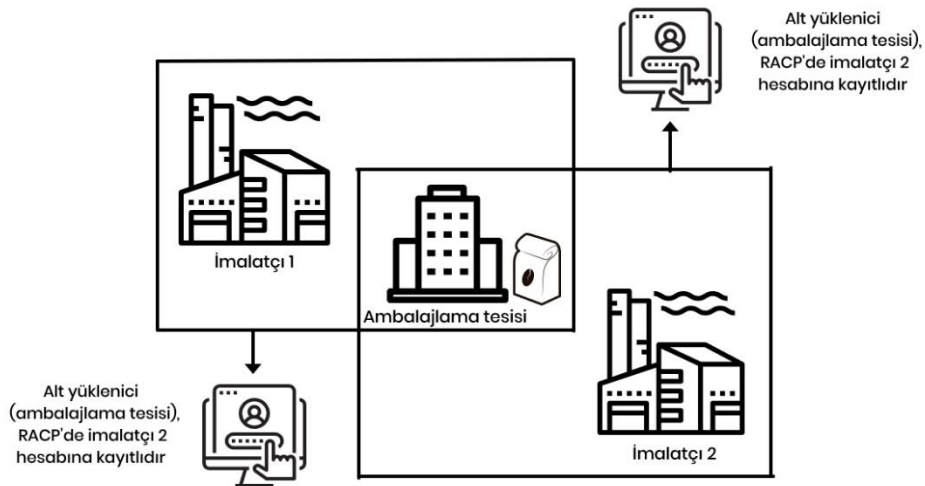 Alt yüklenici
(ambalajlama tesisi),
RACP'de imalatçı 2
hesabına kayıtlıdır
İmalatçı 1
Ambalajlama tesisi
İmalatçı 2
Alt yüklenici
(ambalajlama tesisi),
RACP'de imalatçı 2
hesabına kayıtlıdır